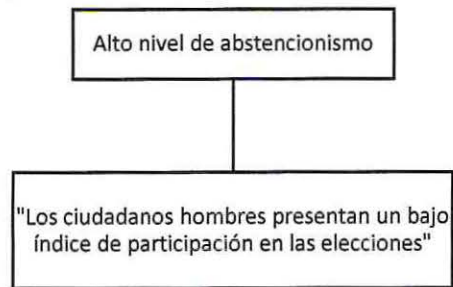 Alto nivel de abstencionismo
"Los ciudadanos hombres presentan un bajo
índice de participación en las elecciones"